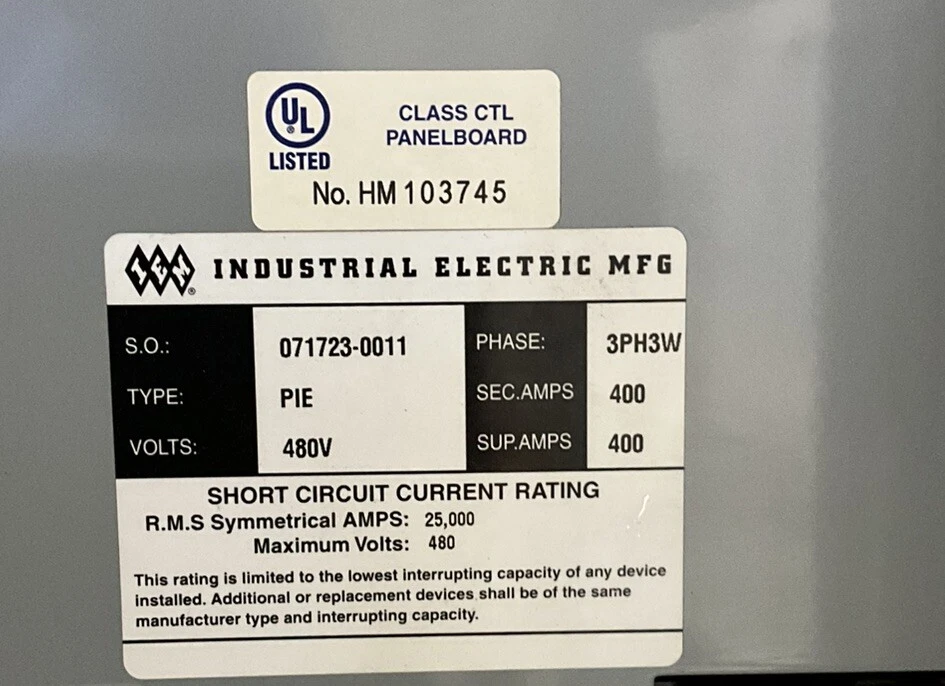 UL
LISTED
CLASS CTL
PANELBOARD
No. HM 103745
IEM
INDUSTRIAL ELECTRIC MFG
S.O.: 071723-0011 PHASE: 3PH3W
TYPE: PIE SEC.AMPS 400
VOLTS: 480V SUP.AMPS 400
SHORT CIRCUIT CURRENT RATING
R.M.S Symmetrical AMPS: 25,000
Maximum Volts: 480
This rating is limited to the lowest interrupting capacity of any device
installed. Additional or replacement devices shall be of the same
manufacturer type and interrupting capacity.